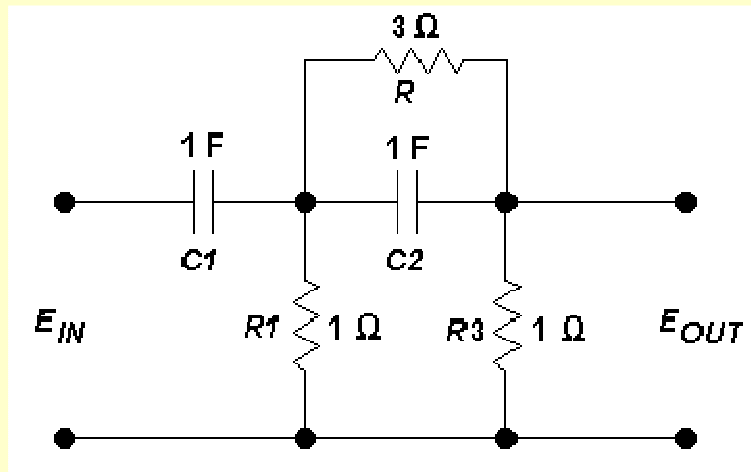 3 Ω
R
1 F
1 F
C1
C2
E_IN
R1
1 Ω
R3
1 Ω
E_OUT